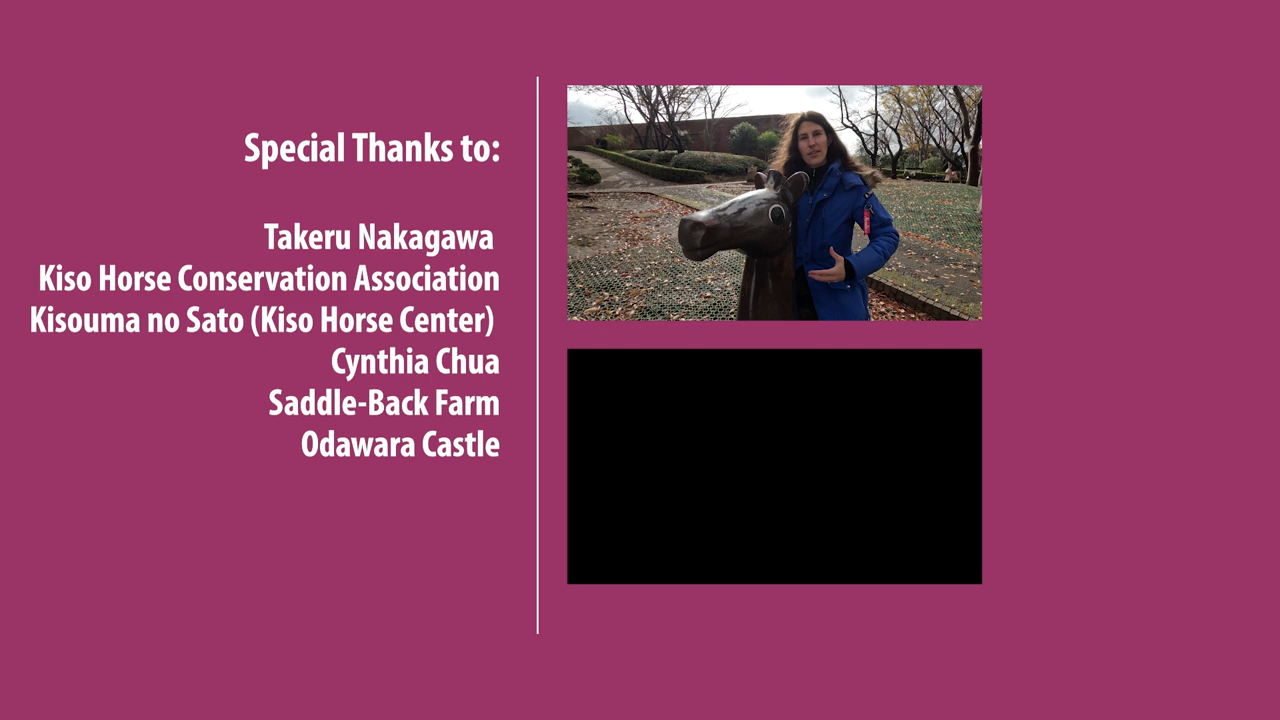 Special Thanks to:
Takeru Nakagawa
Kiso Horse Conservation Association
Kisouma no Sato (Kiso Horse Center)
Cynthia Chua
Saddle-Back Farm
Odawara Castle